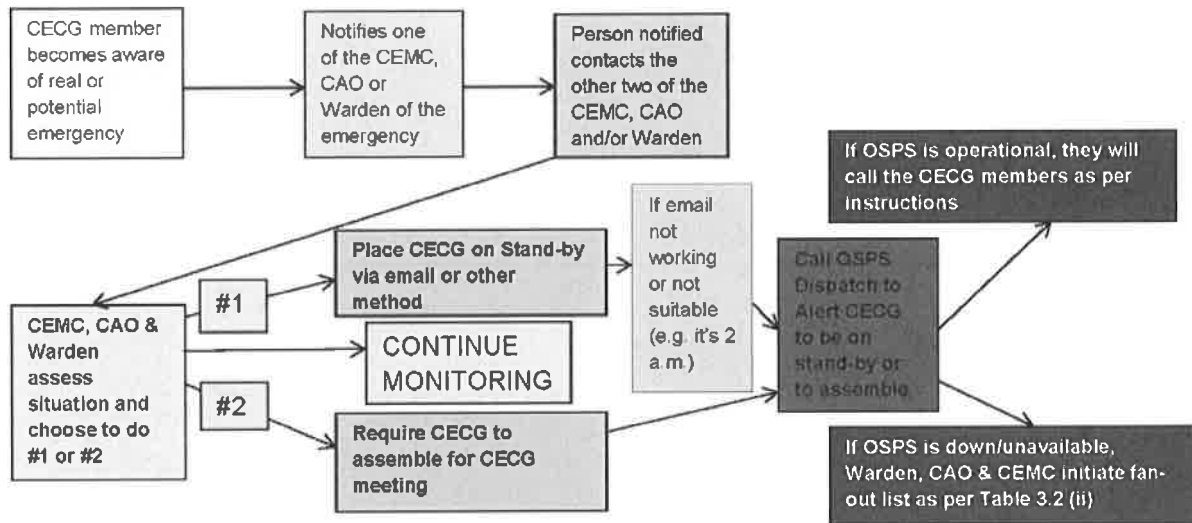 CECG member
becomes aware
of real or
potential
emergency
Notifies one
of the CEMC,
CAO or
Warden of the
emergency
Person notified
contacts the
other two of the
CEMC, CAO
and/or Warden
If OSPS is operational, they will
call the CECG members as per
instructions
Place CECG on Stand-by
via email or other
method
If email
not
working
or not
suitable
(e.g. it's 2
a.m.)
Call OSPS
Dispatch to
Alert CECG
to be on
stand-by or
to assemble
#1
CEMC, CAO &
Warden
assess
situation and
choose to do
#1 or #2
CONTINUE
MONITORING
#2
Require CECG to
assemble for CECG
meeting
If OSPS is down/unavailable,
Warden, CAO & CEMC initiate fan-
out list as per Table 3.2 (ii)